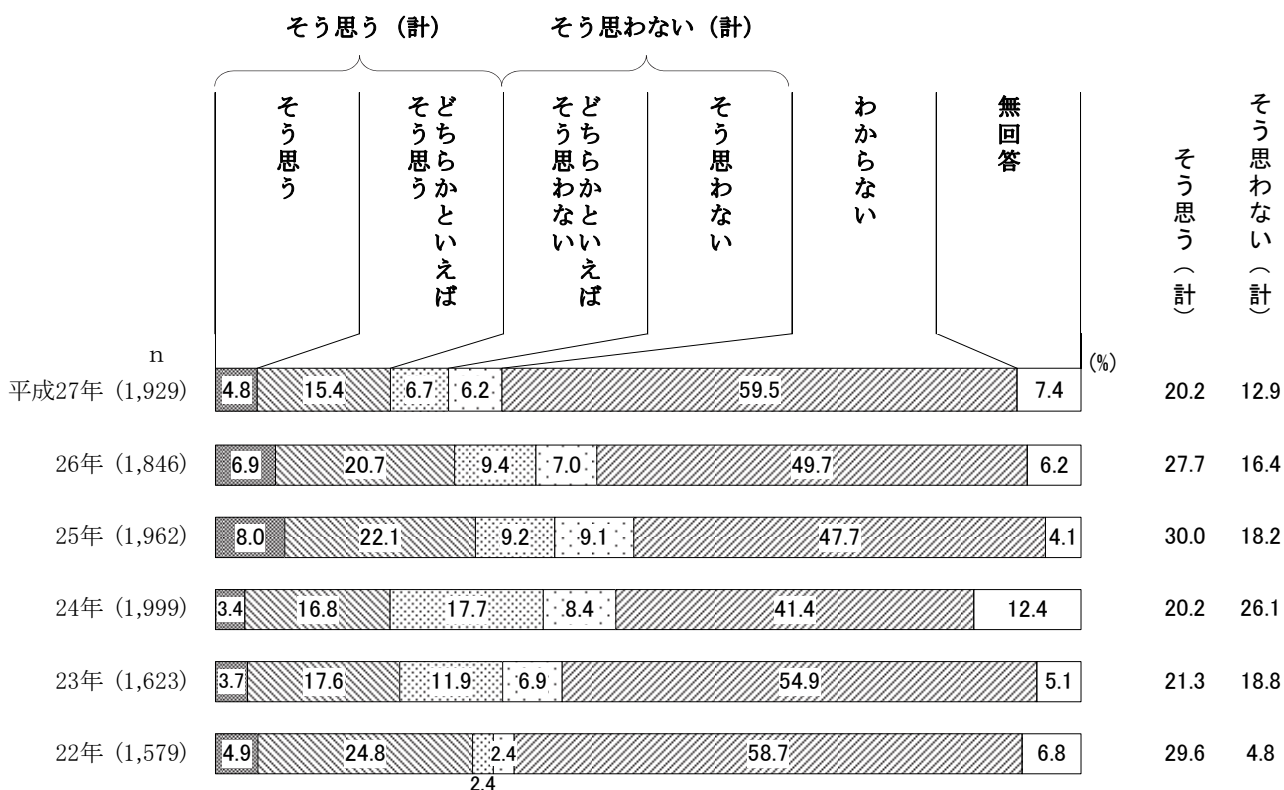 そう思う（計） そう思わない（計）
そう思う
どちらかといえば
そう思う
どちらかといえば
そう思わない
そう思わない
わからない
無回答
そう思う（計）
そう思わない（計）
n
(%)
平成27年 (1,929) 4.8 15.4 6.7 6.2 59.5 7.4 20.2 12.9
26年 (1,846) 6.9 20.7 9.4 7.0 49.7 6.2 27.7 16.4
25年 (1,962) 8.0 22.1 9.2 9.1 47.7 4.1 30.0 18.2
24年 (1,999) 3.4 16.8 17.7 8.4 41.4 12.4 20.2 26.1
23年 (1,623) 3.7 17.6 11.9 6.9 54.9 5.1 21.3 18.8
22年 (1,579) 4.9 24.8 2.4 58.7 6.8 29.6 4.8
2.4